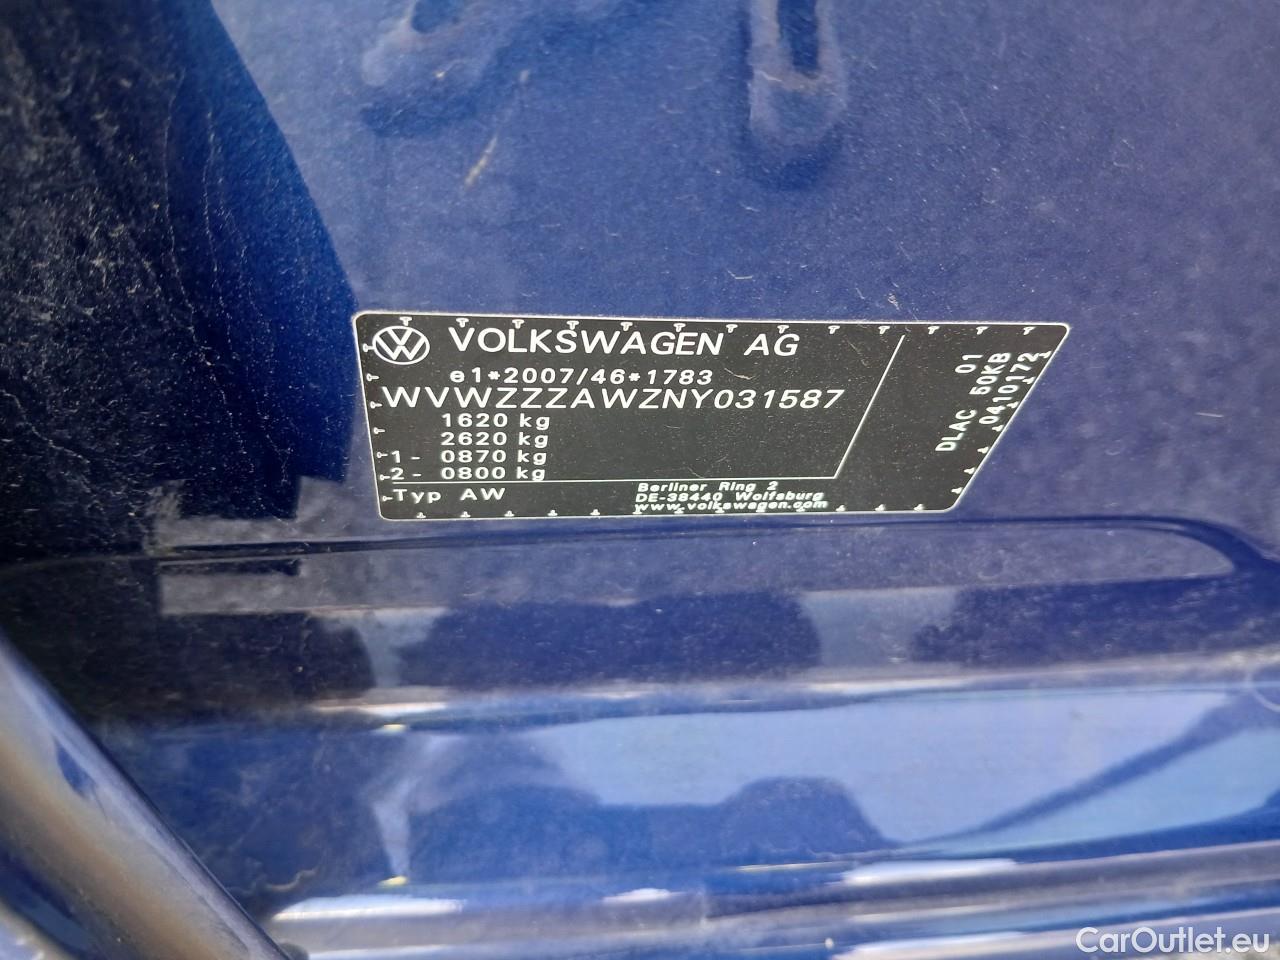 VOLKSWAGEN AG
e1*2007/46*1783
WVWZZZAWZNY031587
1620 kg
2620 kg
1 - 0870 kg
2 - 0800 kg
Typ AW
Berliner Ring 2
DE-38440 Wolfsburg
www.volkswagen.com
01
DLAC 50KB
0410172
CarOutlet.eu